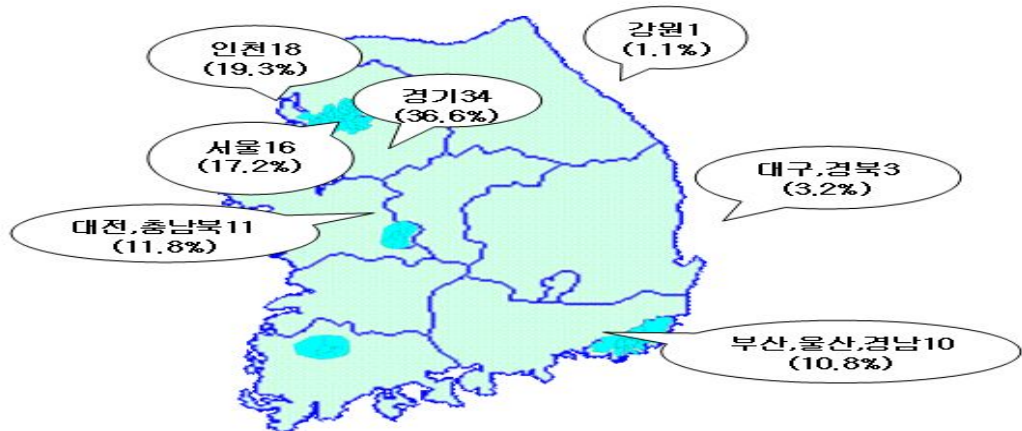 강원1
(1.1%)
인천18
(19.3%)
경기34
(36.6%)
서울16
(17.2%)
대구,경북3
(3.2%)
대전,충남북11
(11.8%)
부산,울산,경남10
(10.8%)